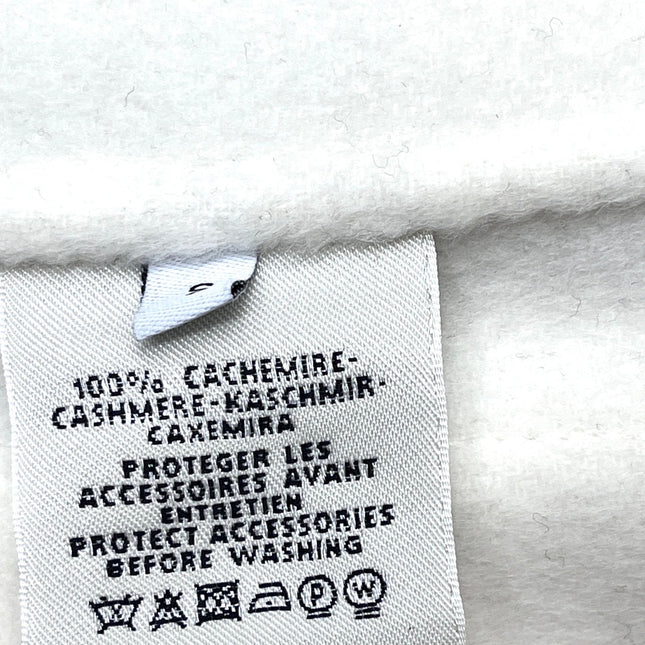 100% CACHEMIRE-
CASHMERE-KASCHMIR-
CAXEMIRA
PROTEGER LES
ACCESSOIRES AVANT
ENTRETIEN
PROTECT ACCESSORIES
BEFORE WASHING
P W